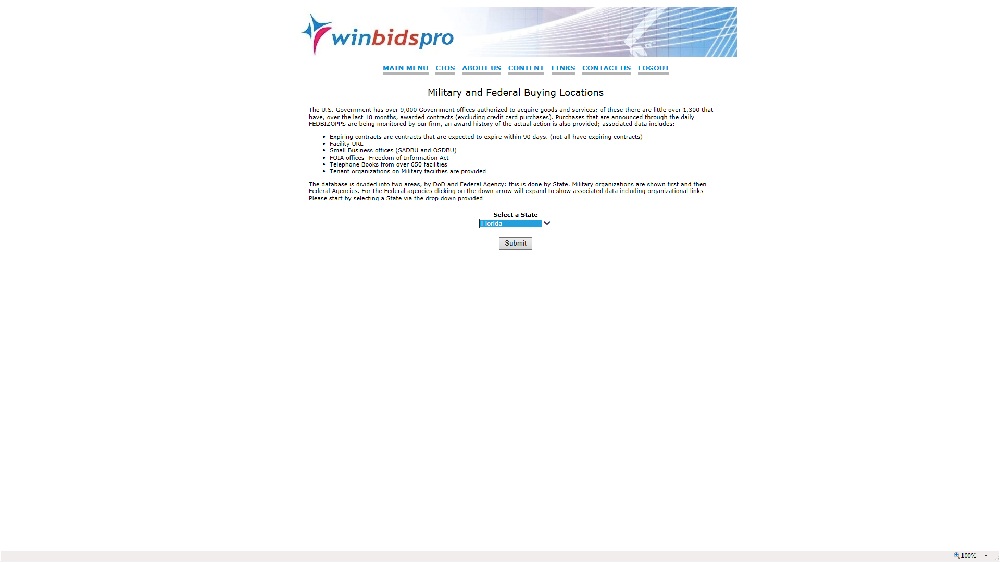 winbidspro
MAIN MENU CIOS ABOUT US CONTENT LINKS CONTACT US LOGOUT
Military and Federal Buying Locations
The U.S. Government has over 9,000 Government offices authorized to acquire goods and services; of these there are little over 1,300 that
have, over the last 18 months, awarded contracts (excluding credit card purchases). Purchases that are announced through the daily
FEDBIZOPPS are being monitored by our firm, an award history of the actual action is also provided; associated data includes:
• Expiring contracts are contracts that are expected to expire within 90 days. (not all have expiring contracts)
• Facility URL
• Small Business offices (SADBU and OSDBU)
• FOIA offices- Freedom of Information Act
• Telephone Books from over 650 facilities
• Tenant organizations on Military facilities are provided
The database is divided into two areas, by DoD and Federal Agency: this is done by State. Military organizations are shown first and then
Federal Agencies. For the Federal agencies clicking on the down arrow will expand to show associated data including organizational links
Please start by selecting a State via the drop down provided
Select a State
Florida
Submit
100%